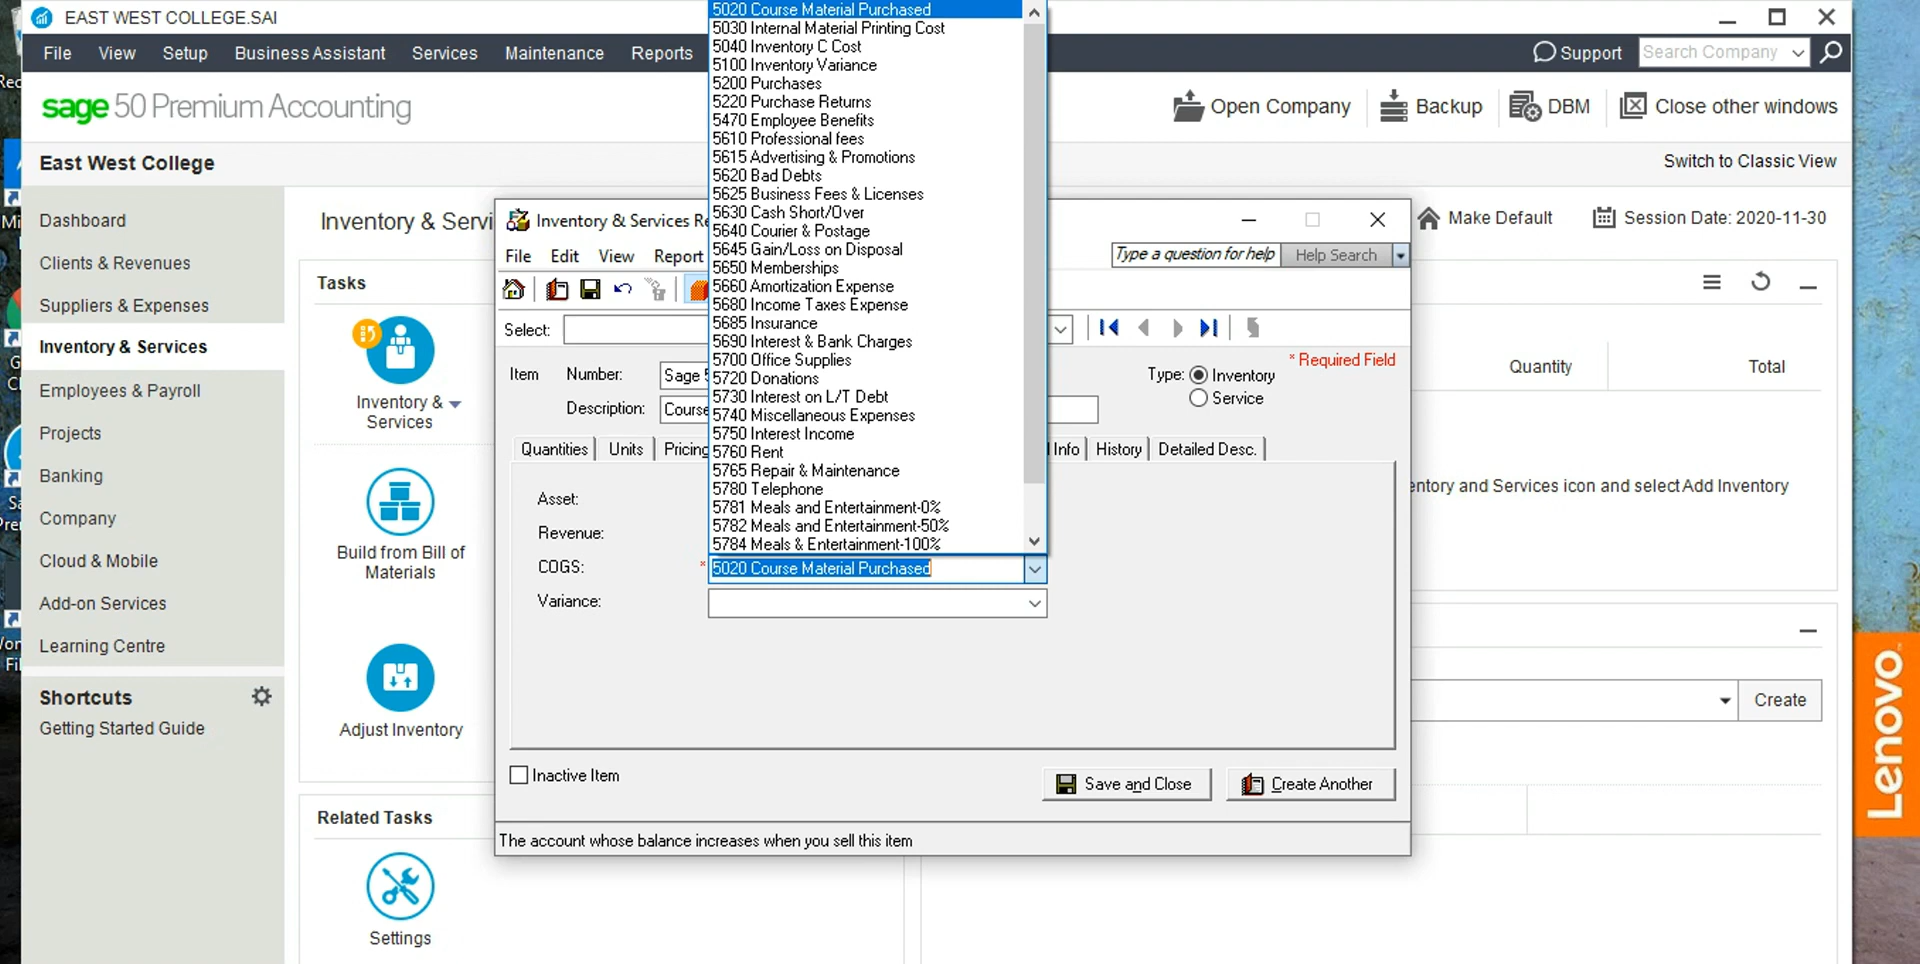 EAST WEST COLLEGE.SAI
File View Setup Business Assistant Services Maintenance Reports
Support Search Company
sage 50 Premium Accounting
Open Company Backup DBM Close other windows
East West College
Switch to Classic View
Dashboard
Clients & Revenues
Suppliers & Expenses
Inventory & Services
Employees & Payroll
Projects
Banking
Company
Cloud & Mobile
Add-on Services
Learning Centre
Shortcuts
Getting Started Guide
Inventory & Servi
Make Default Session Date: 2020-11-30
Tasks
Inventory &
Services
Build from Bill of
Materials
Adjust Inventory
Related Tasks
Settings
Inventory & Services Re
File Edit View Report
Type a question for help Help Search
Select:
* Required Field
Item Number: Sage 5
Type: Inventory
Service
Description: Course
Quantities Units Pricing Info History Detailed Desc.
Asset:
Revenue:
COGS: * 5020 Course Material Purchased
Variance:
5020 Course Material Purchased
5030 Internal Material Printing Cost
5040 Inventory C Cost
5100 Inventory Variance
5200 Purchases
5220 Purchase Returns
5470 Employee Benefits
5610 Professional fees
5615 Advertising & Promotions
5620 Bad Debts
5625 Business Fees & Licenses
5630 Cash Short/Over
5640 Courier & Postage
5645 Gain/Loss on Disposal
5650 Memberships
5660 Amortization Expense
5680 Income Taxes Expense
5685 Insurance
5690 Interest & Bank Charges
5700 Office Supplies
5720 Donations
5730 Interest on L/T Debt
5740 Miscellaneous Expenses
5750 Interest Income
5760 Rent
5765 Repair & Maintenance
5780 Telephone
5781 Meals and Entertainment-0%
5782 Meals and Entertainment-50%
5784 Meals & Entertainment-100%
Inactive Item
Save and Close Create Another
The account whose balance increases when you sell this item
Quantity Total
entory and Services icon and select Add Inventory
Create
Lenovo